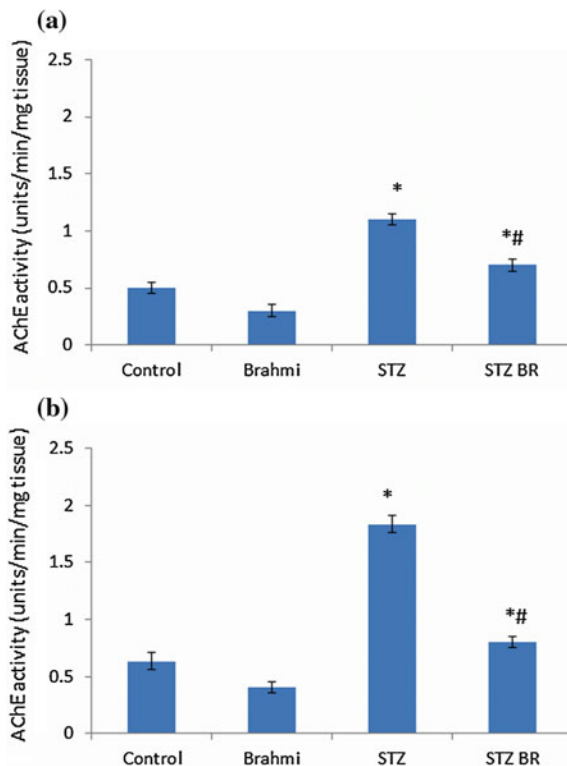 (a)
AChE activity (units/min/mg tissue)
2.5
2
1.5
1
0.5
0
*
*#
Control Brahmi STZ STZ BR
(b)
AChE activity (units/min/mg tissue)
2.5
2
1.5
1
0.5
0
*
*#
Control Brahmi STZ STZ BR